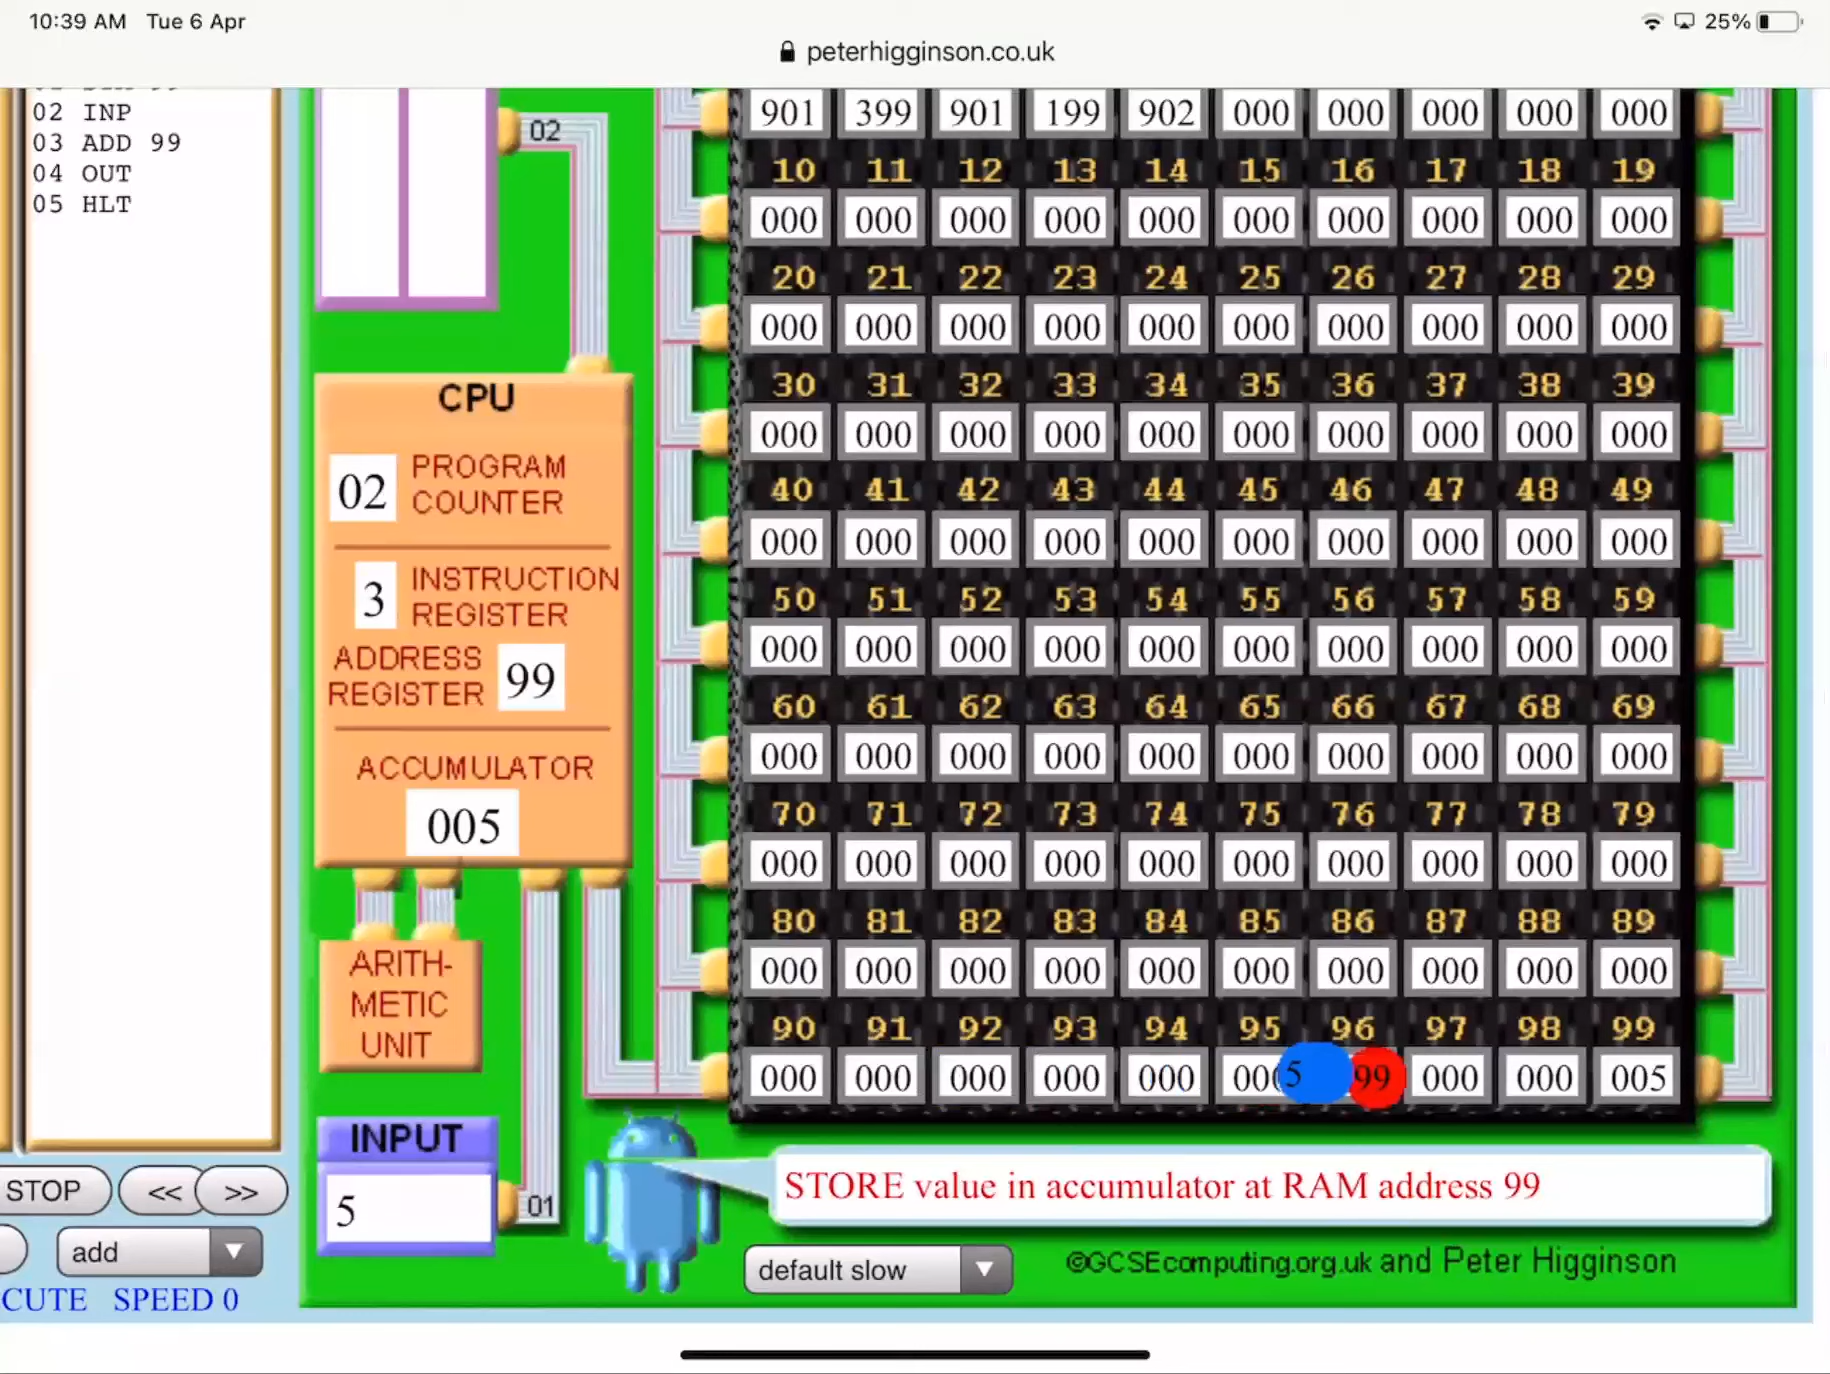 10:39 AM Tue 6 Apr
25%
peterhigginson.co.uk
02 INP
03 ADD 99
04 OUT
05 HLT
02
901 399 901 199 902 000 000 000 000 000
10 11 12 13 14 15 16 17 18 19
000 000 000 000 000 000 000 000 000 000
20 21 22 23 24 25 26 27 28 29
000 000 000 000 000 000 000 000 000 000
30 31 32 33 34 35 36 37 38 39
000 000 000 000 000 000 000 000 000 000
40 41 42 43 44 45 46 47 48 49
000 000 000 000 000 000 000 000 000 000
50 51 52 53 54 55 56 57 58 59
000 000 000 000 000 000 000 000 000 000
60 61 62 63 64 65 66 67 68 69
000 000 000 000 000 000 000 000 000 000
70 71 72 73 74 75 76 77 78 79
000 000 000 000 000 000 000 000 000 000
80 81 82 83 84 85 86 87 88 89
000 000 000 000 000 000 000 000 000 000
90 91 92 93 94 95 96 97 98 99
000 000 000 000 000 00 5 99 000 000 005
CPU
02 PROGRAM
COUNTER
3 INSTRUCTION
REGISTER
ADDRESS
REGISTER 99
ACCUMULATOR
005
ARITH-
METIC
UNIT
INPUT
5
01
STOP << >>
add
CUTE SPEED 0
STORE value in accumulator at RAM address 99
default slow
©GCSEcomputing.org.uk and Peter Higginson